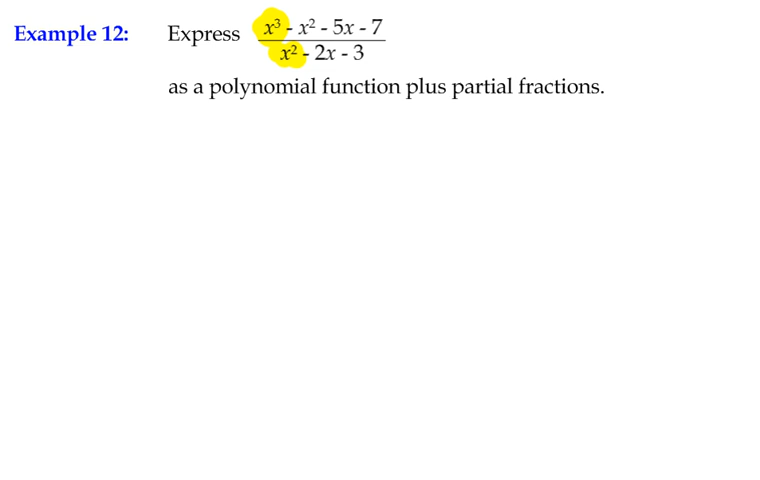 Example 12: Express x³ - x² - 5x - 7
x² - 2x - 3
as a polynomial function plus partial fractions.